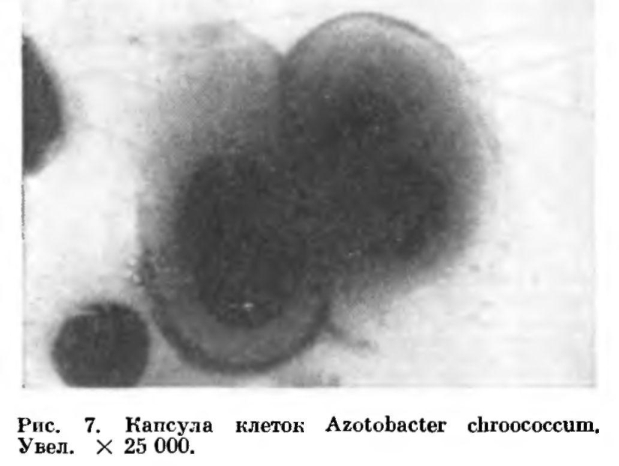 Рис. 7. Капсула клеток Azotobacter chroococcum.
Увел. × 25 000.